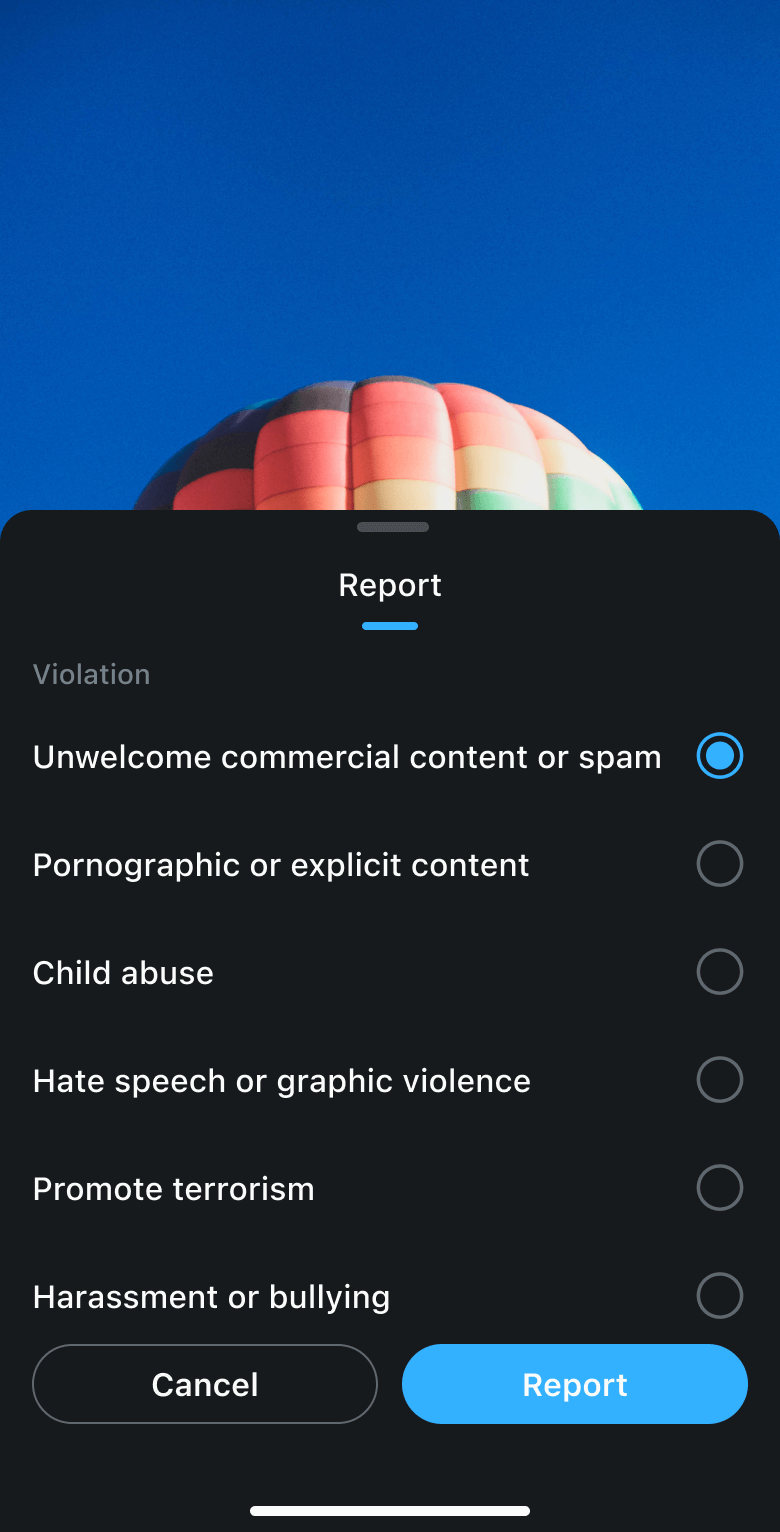 Report
Violation
Unwelcome commercial content or spam
Pornographic or explicit content
Child abuse
Hate speech or graphic violence
Promote terrorism
Harassment or bullying
Cancel
Report